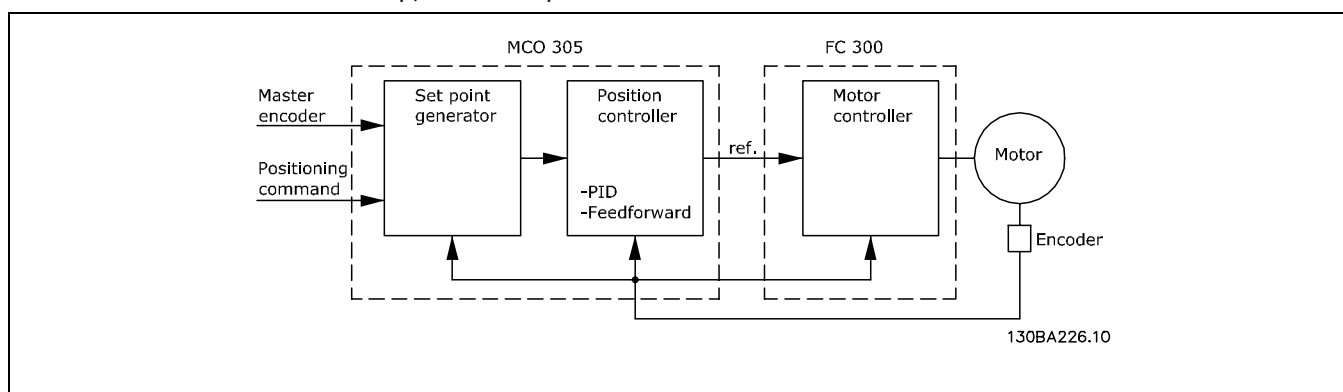 MCO 305
FC 300
Master
encoder
Set point
generator
Position
controller
Motor
controller
ref.
Motor
Positioning
command
-PID
-Feedforward
Encoder
130BA226.10